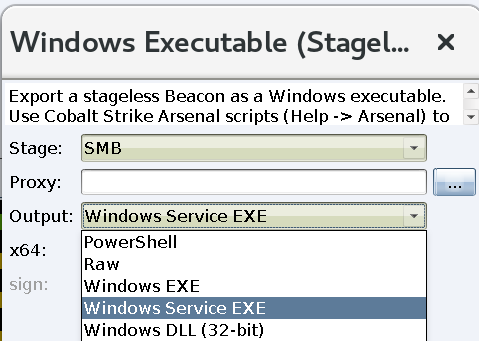 Windows Executable (Stagel... ×
Export a stageless Beacon as a Windows executable.
Use Cobalt Strike Arsenal scripts (Help -> Arsenal) to
Stage: SMB
Proxy: ...
Output: Windows Service EXE
PowerShell
x64:
Raw
sign:
Windows EXE
Windows Service EXE
Windows DLL (32-bit)